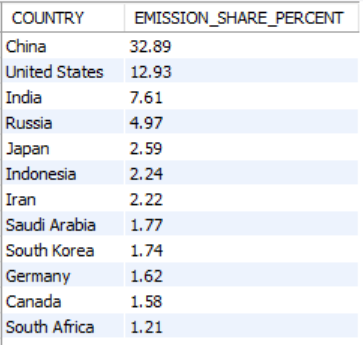 COUNTRY EMISSION_SHARE_PERCENT
China 32.89
United States 12.93
India 7.61
Russia 4.97
Japan 2.59
Indonesia 2.24
Iran 2.22
Saudi Arabia 1.77
South Korea 1.74
Germany 1.62
Canada 1.58
South Africa 1.21